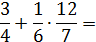 3/4 + 1/6 · 12/7 =